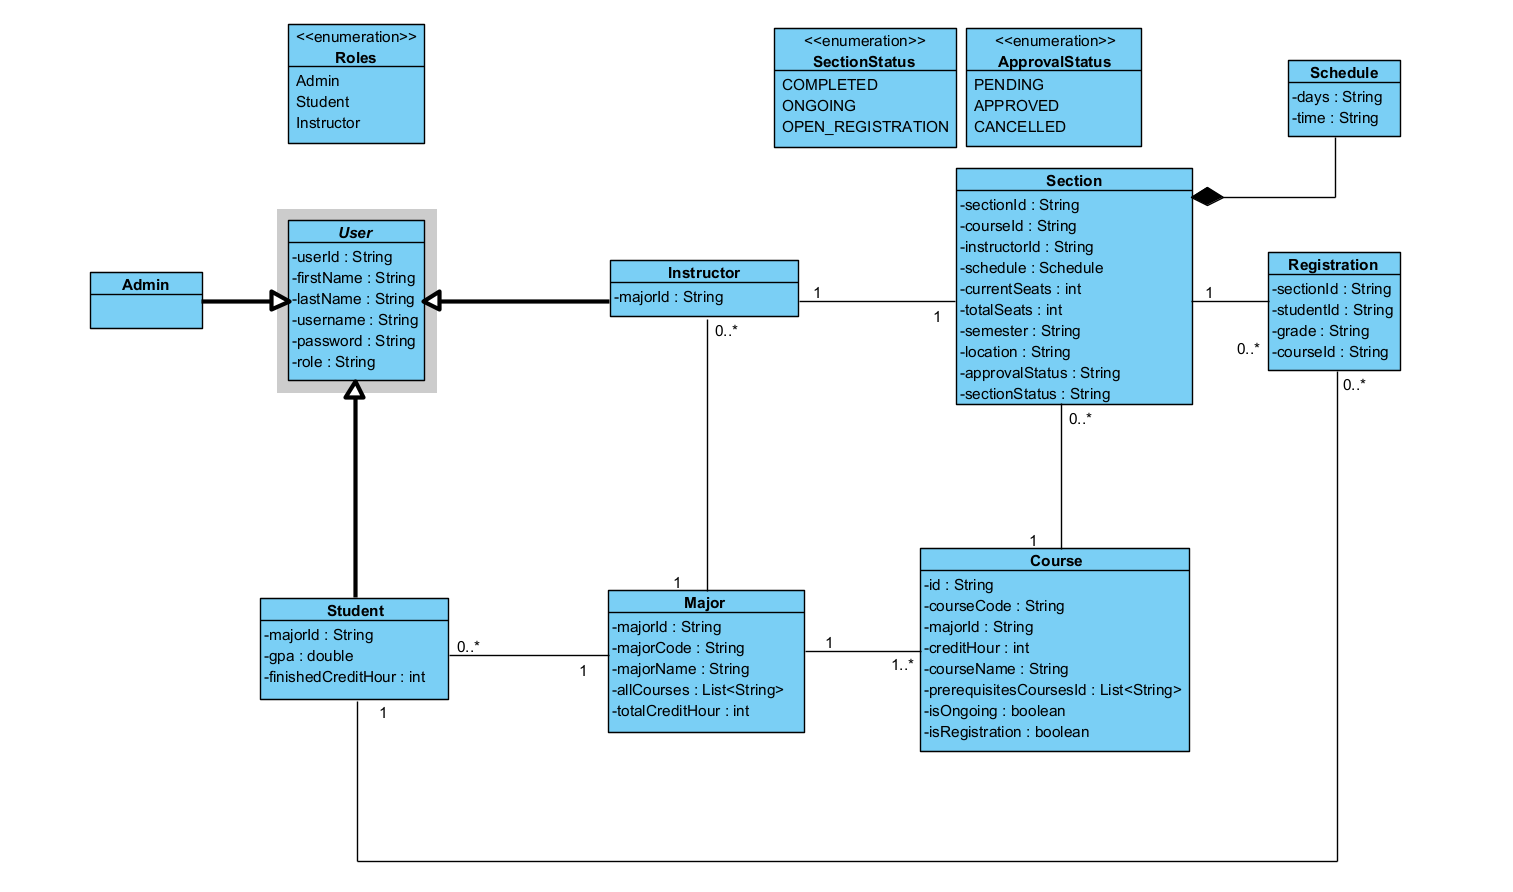 <<enumeration>>
Roles
Admin
Student
Instructor
<<enumeration>>
SectionStatus
COMPLETED
ONGOING
OPEN_REGISTRATION
<<enumeration>>
ApprovalStatus
PENDING
APPROVED
CANCELLED
Schedule
-days : String
-time : String
Section
-sectionId : String
-courseId : String
-instructorId : String
-schedule : Schedule
-currentSeats : int
-totalSeats : int
-semester : String
-location : String
-approvalStatus : String
-sectionStatus : String
User
-userId : String
-firstName : String
-lastName : String
-username : String
-password : String
-role : String
Admin
Instructor
-majorId : String
1
1
0..*
Registration
-sectionId : String
-studentId : String
-grade : String
-courseId : String
1
0..*
0..*
0..*
1
1
Student
-majorId : String
-gpa : double
-finishedCreditHour : int
0..*
1
1
Major
-majorId : String
-majorCode : String
-majorName : String
-allCourses : List<String>
-totalCreditHour : int
1
1..*
Course
-id : String
-courseCode : String
-majorId : String
-creditHour : int
-courseName : String
-prerequisitesCoursesId : List<String>
-isOngoing : boolean
-isRegistration : boolean